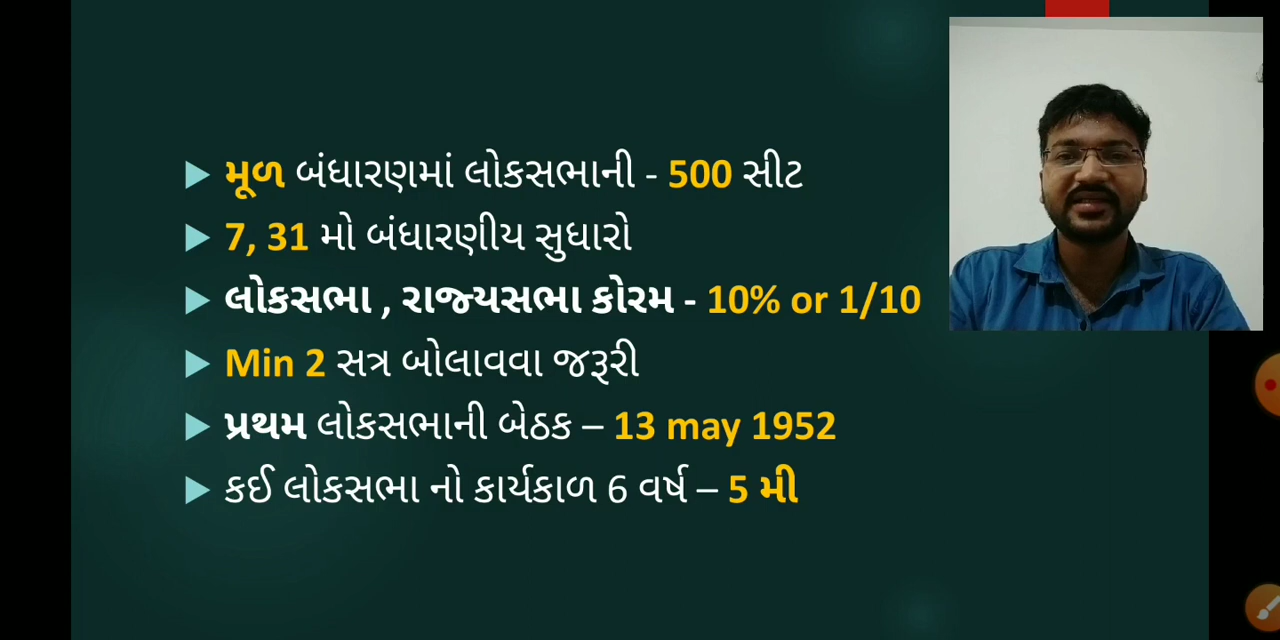 મૂળ બંધારણમાં લોકસભાની - 500 સીટ
7, 31 મો બંધારણીય સુધારો
લોકસભા , રાજ્યસભા કોરમ - 10% or 1/10
Min 2 સત્ર બોલાવવા જરૂરી
પ્રથમ લોકસભાની બેઠક – 13 may 1952
કઈ લોકસભા નો કાર્યકાળ 6 વર્ષ – 5 મી